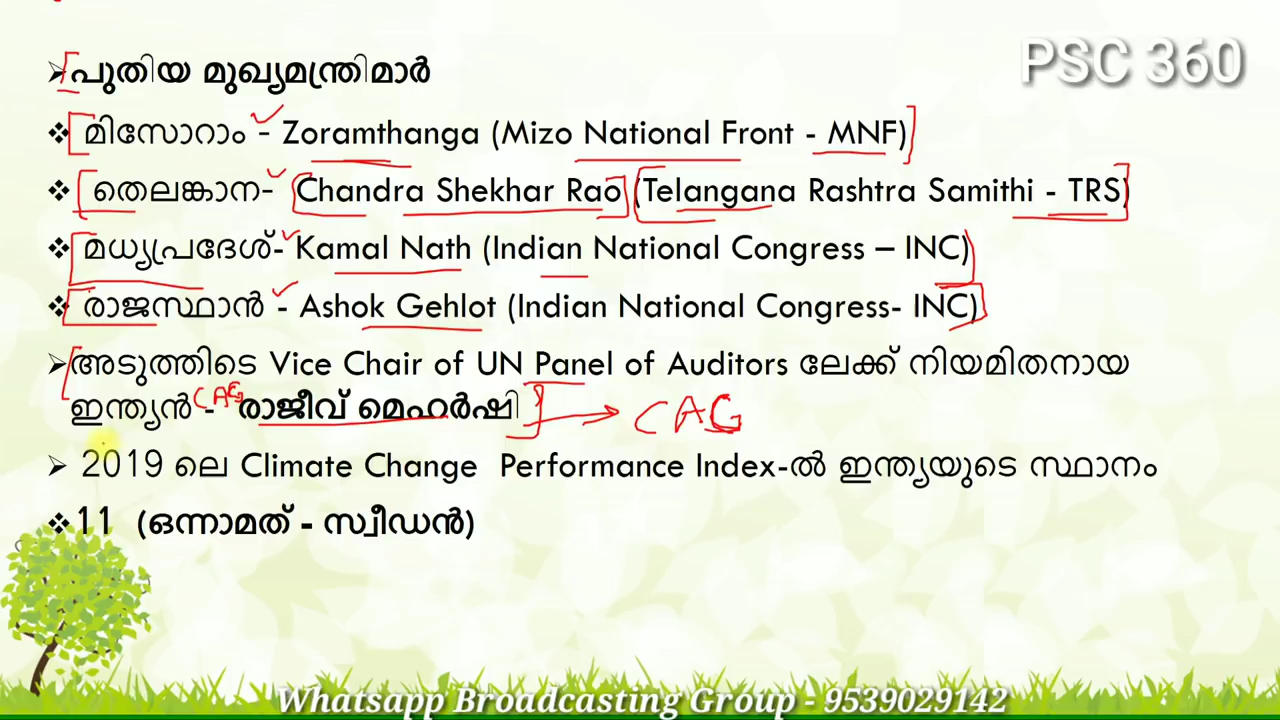 PSC 360
പുതിയ മുഖ്യമന്ത്രിമാർ
മിസോറാം - Zoramthanga (Mizo National Front - MNF)
തെലങ്കാന- Chandra Shekhar Rao (Telangana Rashtra Samithi - TRS)
മധ്യപ്രദേശ്- Kamal Nath (Indian National Congress – INC)
രാജസ്ഥാൻ - Ashok Gehlot (Indian National Congress- INC)
അടുത്തിടെ Vice Chair of UN Panel of Auditors ലേക്ക് നിയമിതനായ
ഇന്ത്യൻ - CAG രാജീവ് മെഹർഷി CAG
2019 ലെ Climate Change Performance Index-ൽ ഇന്ത്യയുടെ സ്ഥാനം
11 (ഒന്നാമത് - സ്വീഡൻ)
Whatsapp Broadcasting Group - 9539029142